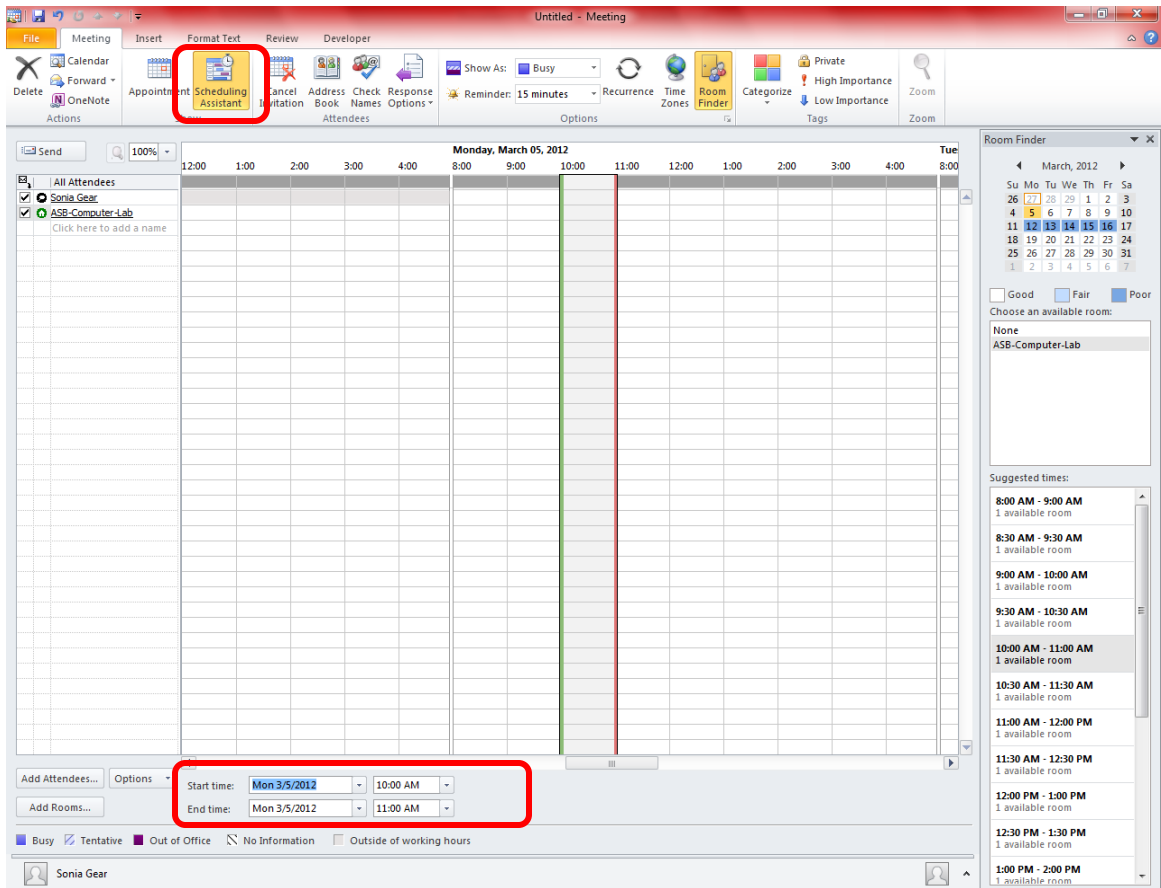 Untitled - Meeting
File Meeting Insert Format Text Review Developer
Delete
Calendar
Forward
OneNote
Actions
Appointment
Scheduling
Assistant
Cancel
Invitation
Address
Book
Check
Names
Response
Options
Attendees
Show As: Busy
Reminder: 15 minutes
Recurrence
Time
Zones
Room
Finder
Options
Categorize
Private
High Importance
Low Importance
Tags
Zoom
Zoom
Send 100%
Monday, March 05, 2012 Tue
12:00 1:00 2:00 3:00 4:00 8:00 9:00 10:00 11:00 12:00 1:00 2:00 3:00 4:00 8:00
All Attendees
Sonia Gear
ASB-Computer-Lab
Click here to add a name
Add Attendees... Options
Add Rooms...
Start time: Mon 3/5/2012 10:00 AM
End time: Mon 3/5/2012 11:00 AM
Busy Tentative Out of Office No Information Outside of working hours
Sonia Gear
Room Finder
March, 2012
Su Mo Tu We Th Fr Sa
26 27 28 29 1 2 3
4 5 6 7 8 9 10
11 12 13 14 15 16 17
18 19 20 21 22 23 24
25 26 27 28 29 30 31
1 2 3 4 5 6 7
Good Fair Poor
Choose an available room:
None
ASB-Computer-Lab
Suggested times:
8:00 AM - 9:00 AM
1 available room
8:30 AM - 9:30 AM
1 available room
9:00 AM - 10:00 AM
1 available room
9:30 AM - 10:30 AM
1 available room
10:00 AM - 11:00 AM
1 available room
10:30 AM - 11:30 AM
1 available room
11:00 AM - 12:00 PM
1 available room
11:30 AM - 12:30 PM
1 available room
12:00 PM - 1:00 PM
1 available room
12:30 PM - 1:30 PM
1 available room
1:00 PM - 2:00 PM
1 available room